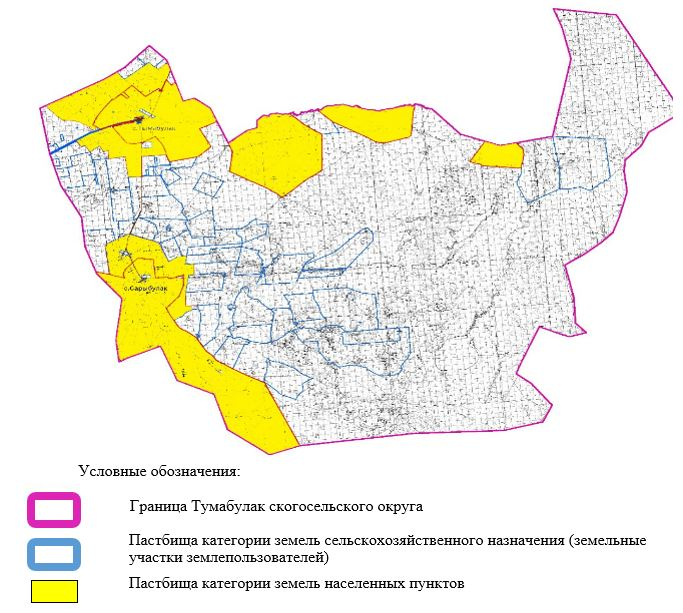 с.Тумабулак
с.Сарыбулак
Условные обозначения:
Граница Тумабулак скогосельского округа
Пастбища категории земель сельскохозяйственного назначения (земельные
участки землепользователей)
Пастбища категории земель населенных пунктов